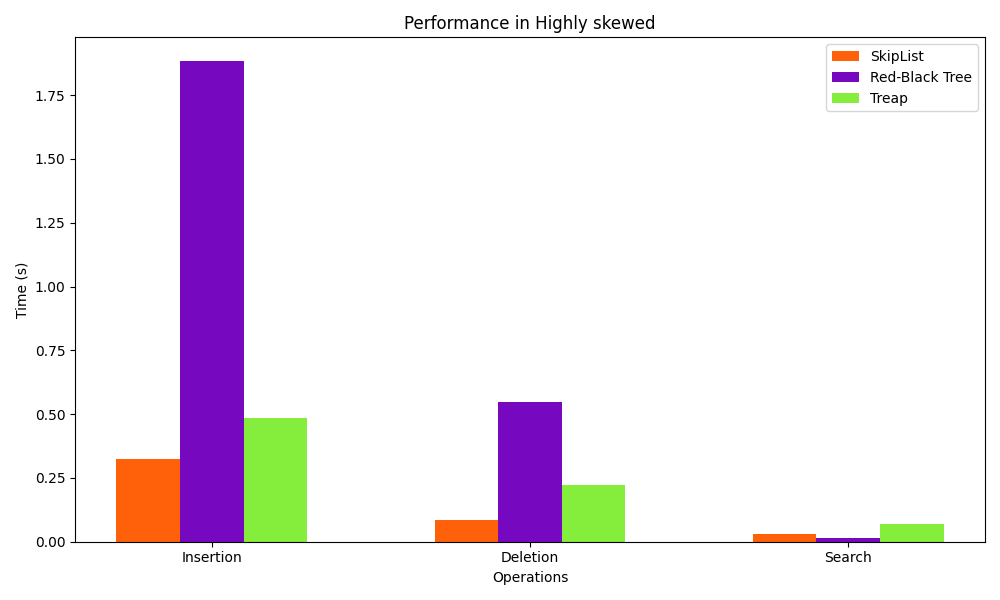 Performance in Highly skewed
SkipList
Red-Black Tree
Treap
1.75
1.50
1.25
1.00
0.75
0.50
0.25
0.00
Time (s)
Insertion
Deletion
Search
Operations